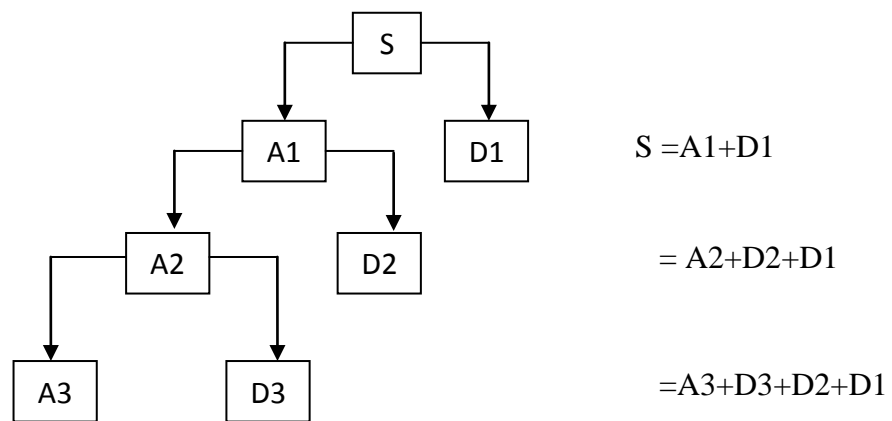 S
A1
D1
S =A1+D1
A2
D2
= A2+D2+D1
A3
D3
=A3+D3+D2+D1